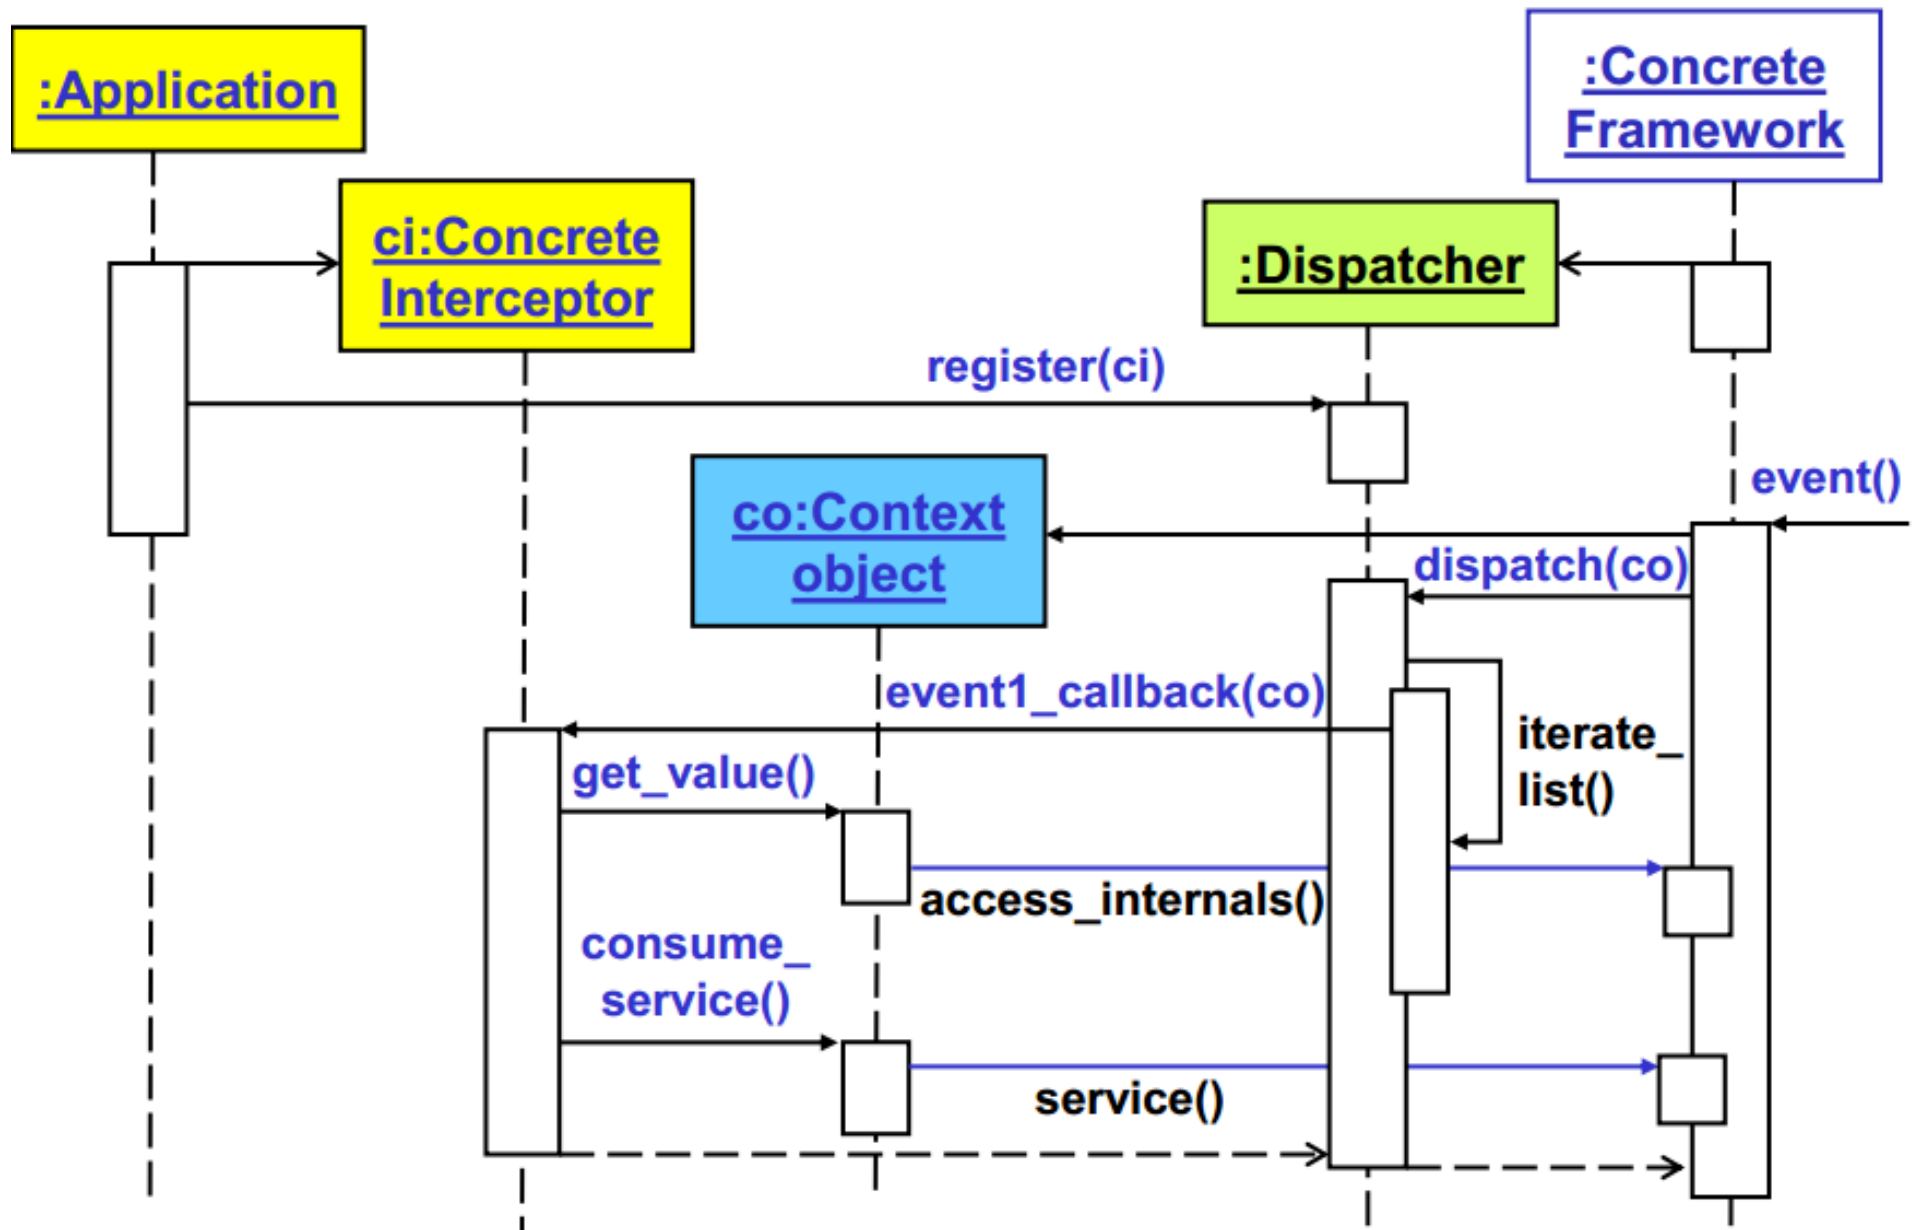 :Application
:Concrete
Framework
ci:Concrete
Interceptor
:Dispatcher
register(ci)
event()
co:Context
object
dispatch(co)
event1_callback(co)
iterate_
list()
get_value()
access_internals()
consume_
service()
service()